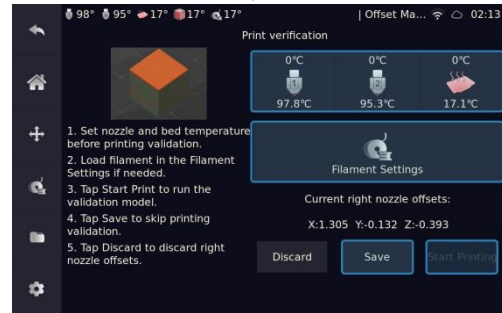 98° 95° 17° 17° 17° | Offset Ma... 02:13
Print verification
0°C 0°C 0°C
1 2
97.8°C 95.3°C 17.1°C
1. Set nozzle and bed temperature
before printing validation.
2. Load filament in the Filament
Settings if needed.
3. Tap Start Print to run the
validation model.
4. Tap Save to skip printing
validation.
5. Tap Discard to discard right
nozzle offsets.
Filament Settings
Current right nozzle offsets:
X:1.305 Y:-0.132 Z:-0.393
Discard Save Start Printing